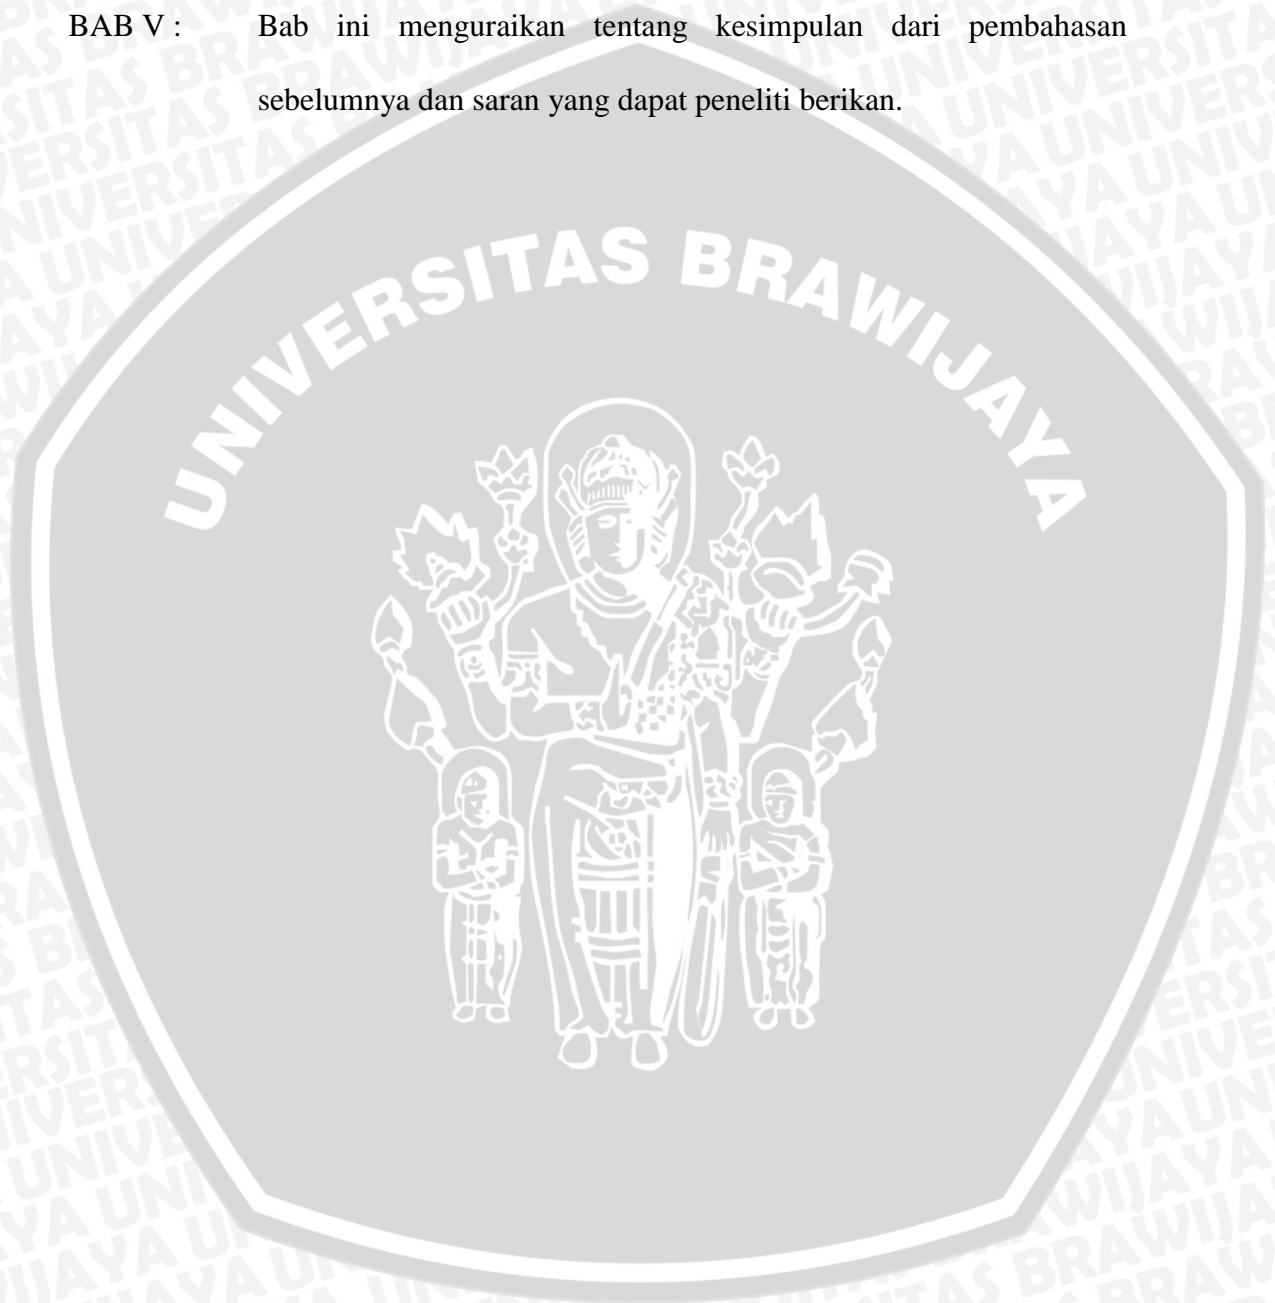 BAB V : Bab ini menguraikan tentang kesimpulan dari pembahasan
sebelumnya dan saran yang dapat peneliti berikan.
UNIVERSITAS BRAWIJAYA